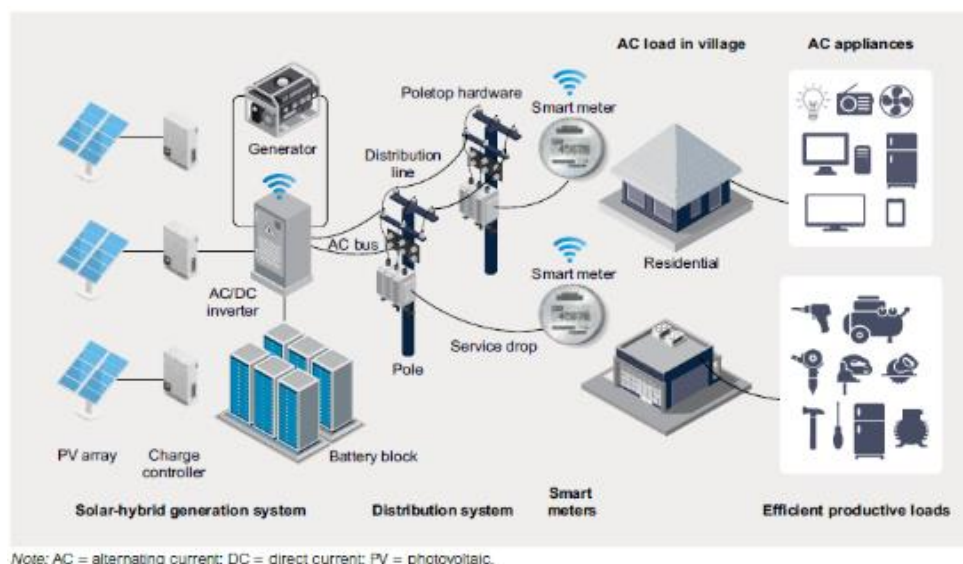 AC load in village
AC appliances
Poletop hardware
Smart meter
Generator
Distribution
line
AC bus
Residential
Smart meter
AC/DC
inverter
Service drop
Pole
PV array
Charge
controller
Battery block
Solar-hybrid generation system
Distribution system
Smart
meters
Efficient productive loads
Note: AC = alternating current; DC = direct current; PV = photovoltaic.